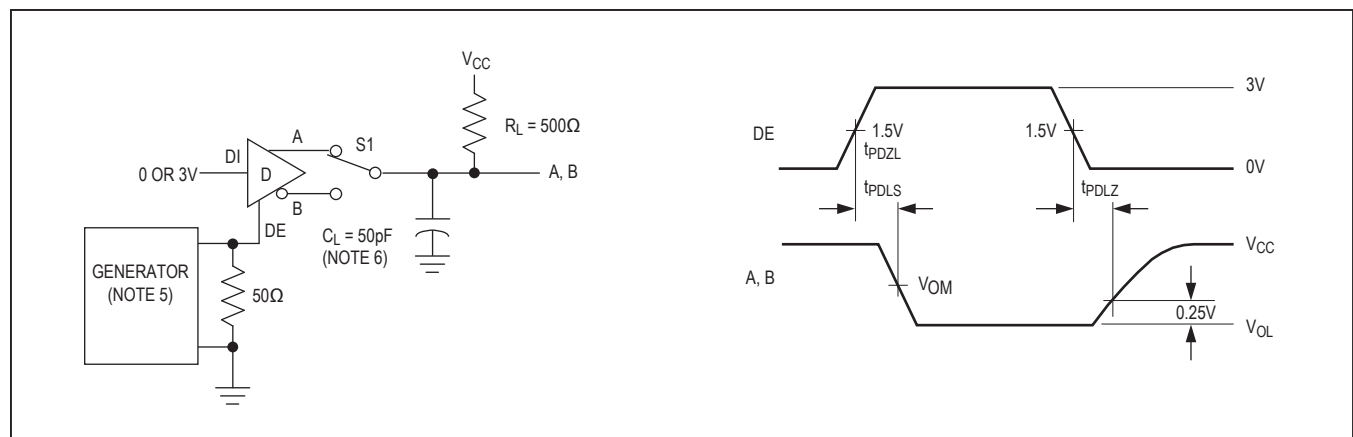 VCC
RL = 500Ω
A
S1
DI
0 OR 3V
D
B
DE
A, B
CL = 50pF
(NOTE 6)
GENERATOR
(NOTE 5)
50Ω
3V
DE
1.5V
1.5V
tPDZL
0V
tPDLS
tPDLZ
VCC
A, B
VOM
0.25V
VOL